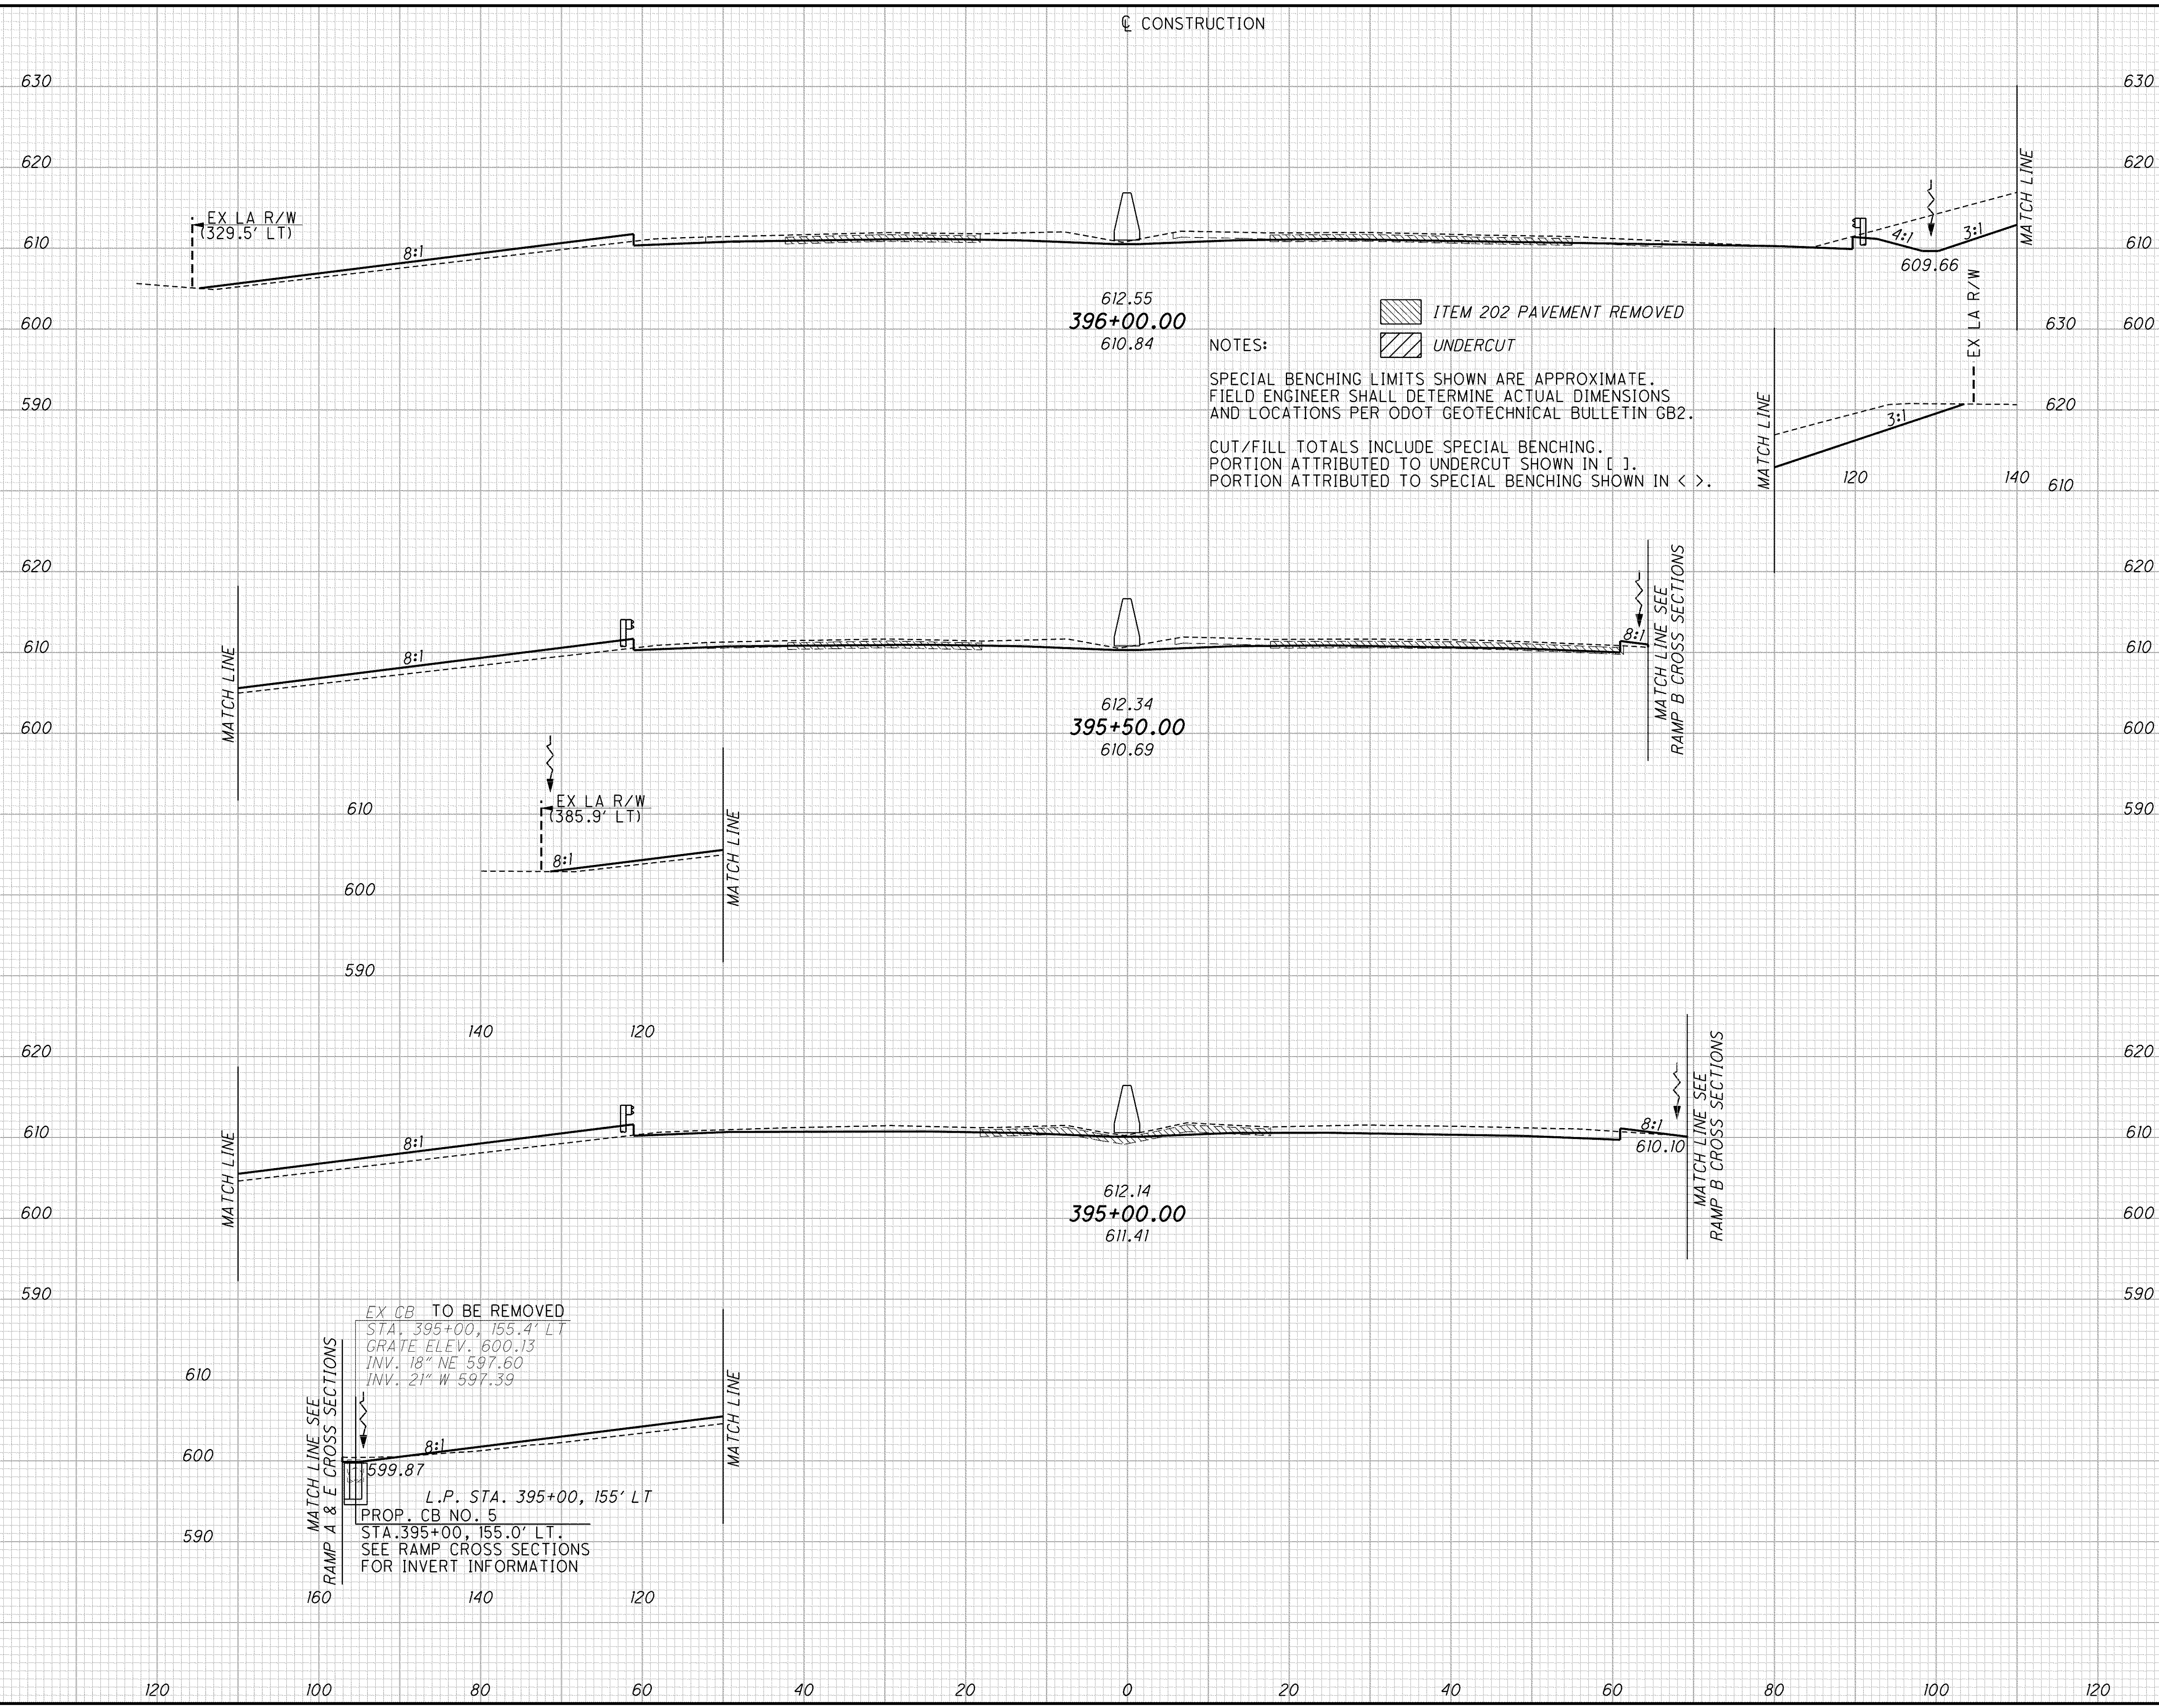 ℄ CONSTRUCTION
630 630
620 620
MATCH LINE
EX LA R/W
(329.5' LT)
610 610
8:1
4:1
3:1
609.66
EX LA R/W
612.55
396+00.00
610.84
600 630 600
ITEM 202 PAVEMENT REMOVED
NOTES:
UNDERCUT
SPECIAL BENCHING LIMITS SHOWN ARE APPROXIMATE.
FIELD ENGINEER SHALL DETERMINE ACTUAL DIMENSIONS
AND LOCATIONS PER ODOT GEOTECHNICAL BULLETIN GB2.
CUT/FILL TOTALS INCLUDE SPECIAL BENCHING.
PORTION ATTRIBUTED TO UNDERCUT SHOWN IN [ ].
PORTION ATTRIBUTED TO SPECIAL BENCHING SHOWN IN < >.
590 620
3:1
MATCH LINE
120 140 610
620 620
MATCH LINE SEE
RAMP B CROSS SECTIONS
8:1
610 610
8:1
MATCH LINE
612.34
395+50.00
610.69
600 600
610 590
EX LA R/W
(385.9' LT)
8:1
MATCH LINE
600
590
140 120
620 620
MATCH LINE SEE
RAMP B CROSS SECTIONS
8:1
610.10
610 610
8:1
MATCH LINE
612.14
395+00.00
611.41
600 600
590 590
EX CB TO BE REMOVED
STA. 395+00, 155.4' LT
GRATE ELEV. 600.13
INV. 18" NE 597.60
INV. 21" W 597.39
610
MATCH LINE SEE
RAMP A & E CROSS SECTIONS
MATCH LINE
8:1
600
599.87
L.P. STA. 395+00, 155' LT
PROP. CB NO. 5
STA.395+00, 155.0' LT.
SEE RAMP CROSS SECTIONS
FOR INVERT INFORMATION
590
160 140 120
120 100 80 60 40 20 0 20 40 60 80 100 120